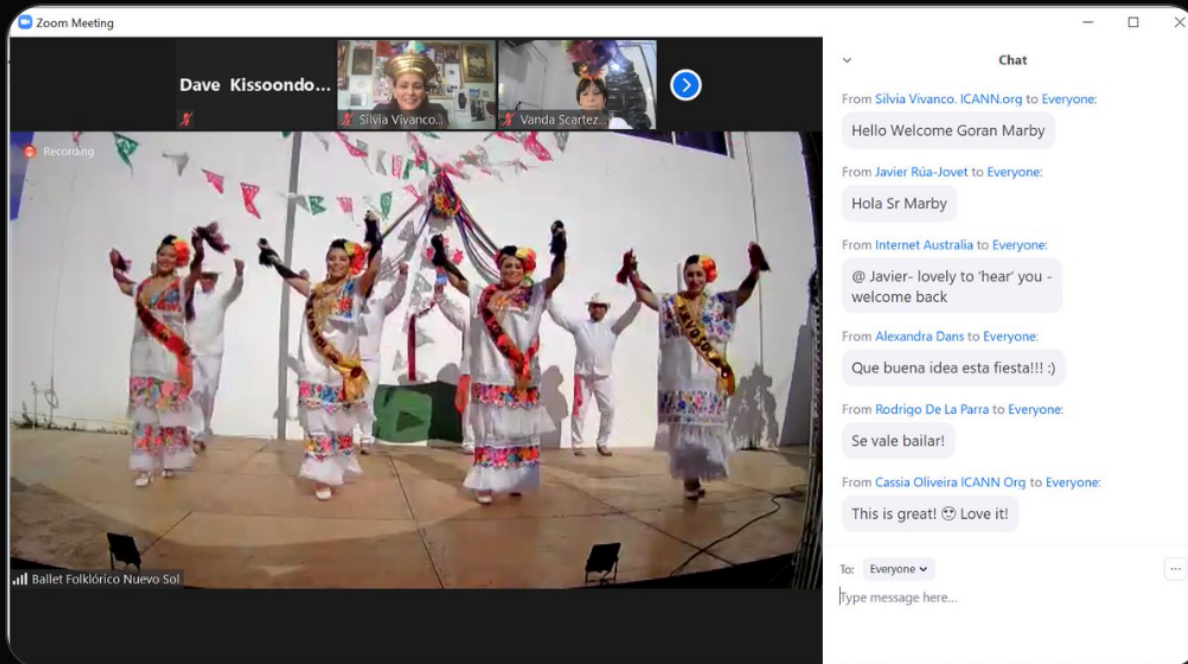 Zoom Meeting
Dave Kissoondo...
Silvia Vivanco...
Vanda Scartez...
Recording
Ballet Folklórico Nuevo Sol
Chat
From Silvia Vivanco. ICANN.org to Everyone:
Hello Welcome Goran Marby
From Javier Rúa-Jovet to Everyone:
Hola Sr Marby
From Internet Australia to Everyone:
@ Javier- lovely to ‘hear’ you -
welcome back
From Alexandra Dans to Everyone:
Que buena idea esta fiesta!!! :)
From Rodrigo De La Parra to Everyone:
Se vale bailar!
From Cassia Oliveira ICANN Org to Everyone:
This is great! 😍 Love it!
To: Everyone
Type message here...